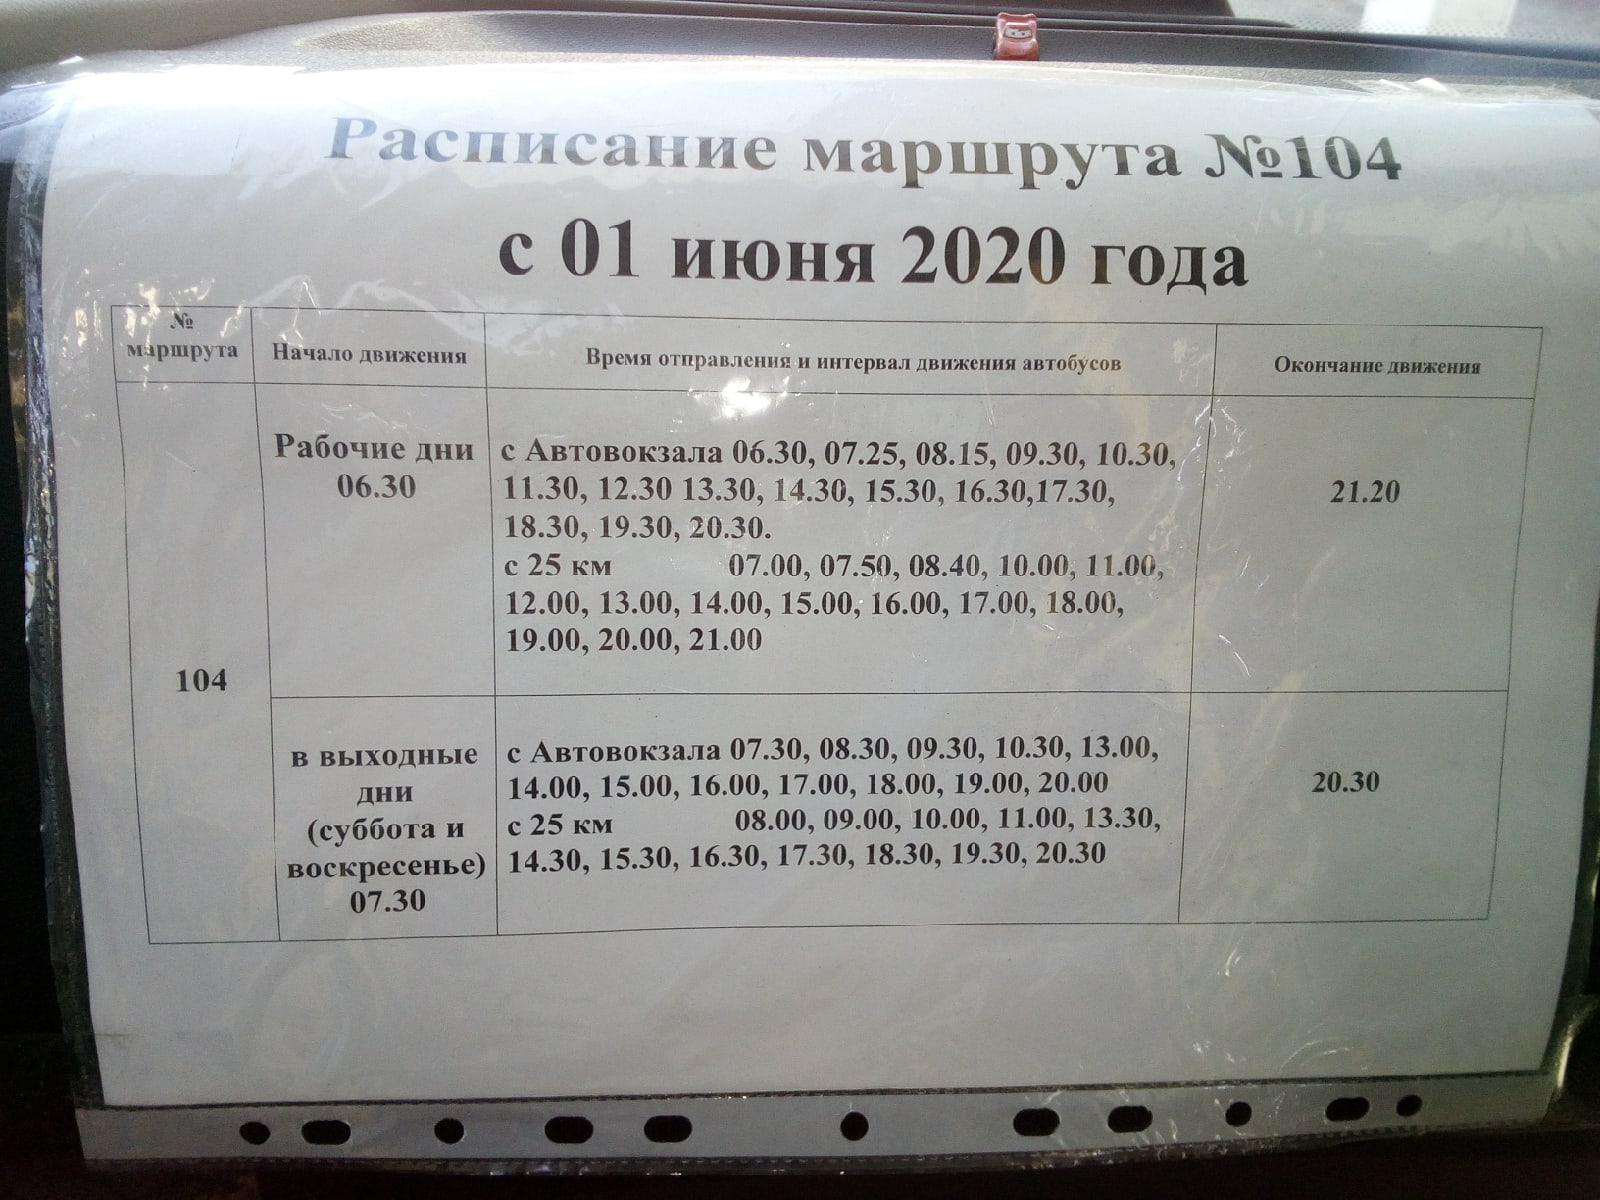 Расписание маршрута №104
с 01 июня 2020 года
№
маршрута
Начало движения
Время отправления и интервал движения автобусов
Окончание движения
104
Рабочие дни
06.30
с Автовокзала 06.30, 07.25, 08.15, 09.30, 10.30,
11.30, 12.30 13.30, 14.30, 15.30, 16.30,17.30,
18.30, 19.30, 20.30.
с 25 км 07.00, 07.50, 08.40, 10.00, 11.00,
12.00, 13.00, 14.00, 15.00, 16.00, 17.00, 18.00,
19.00, 20.00, 21.00
21.20
в выходные
дни
(суббота и
воскресенье)
07.30
с Автовокзала 07.30, 08.30, 09.30, 10.30, 13.00,
14.00, 15.00, 16.00, 17.00, 18.00, 19.00, 20.00
с 25 км 08.00, 09.00, 10.00, 11.00, 13.30,
14.30, 15.30, 16.30, 17.30, 18.30, 19.30, 20.30
20.30